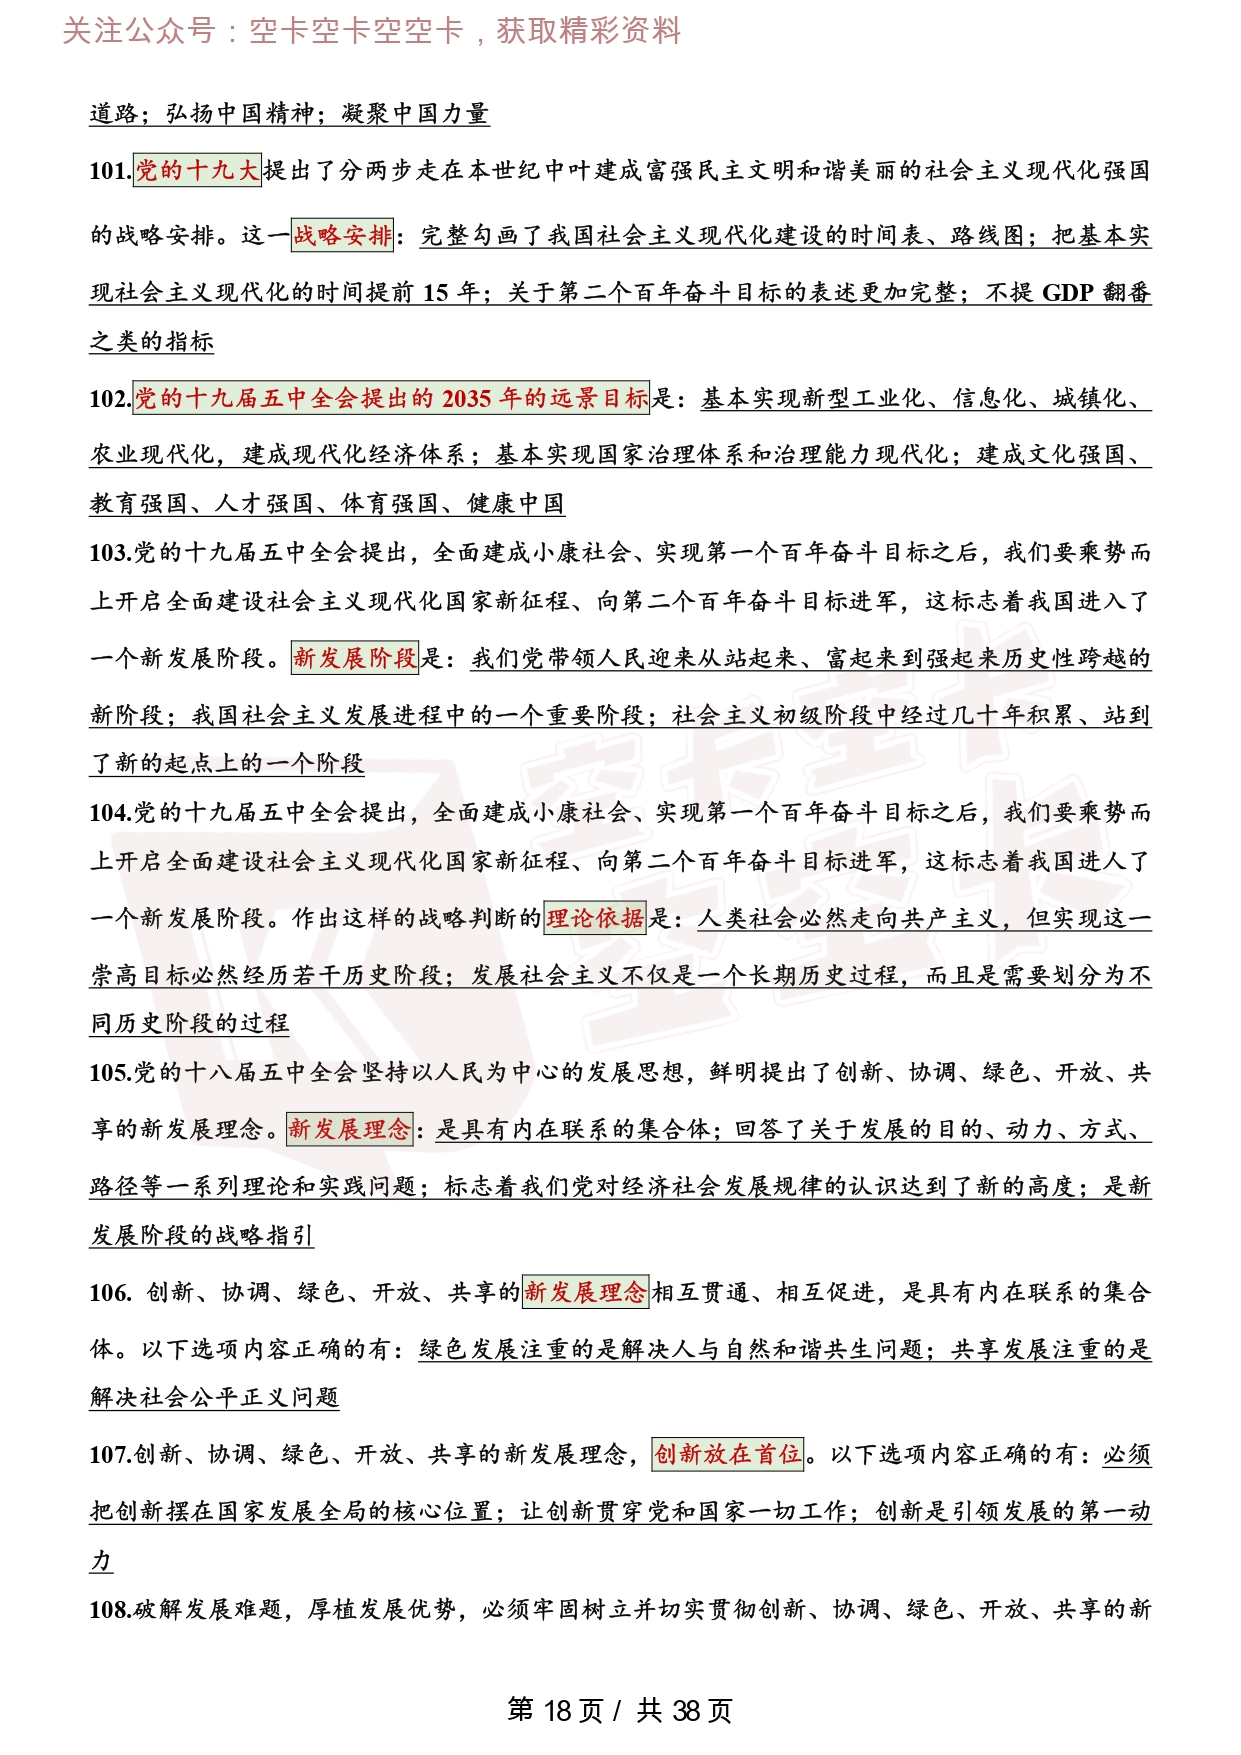 关注公众号：空卡空卡空空卡，获取精彩资料
道路；弘扬中国精神；凝聚中国力量
101.党的十九大提出了分两步走在本世纪中叶建成富强民主文明和谐美丽的社会主义现代化强国
的战略安排。这一战略安排：完整勾画了我国社会主义现代化建设的时间表、路线图；把基本实
现社会主义现代化的时间提前 15 年；关于第二个百年奋斗目标的表述更加完整；不提 GDP 翻番
之类的指标
102.党的十九届五中全会提出的 2035 年的远景目标是：基本实现新型工业化、信息化、城镇化、
农业现代化，建成现代化经济体系；基本实现国家治理体系和治理能力现代化；建成文化强国、
教育强国、人才强国、体育强国、健康中国
103.党的十九届五中全会提出，全面建成小康社会、实现第一个百年奋斗目标之后，我们要乘势而
上开启全面建设社会主义现代化国家新征程、向第二个百年奋斗目标进军，这标志着我国进入了
一个新发展阶段。新发展阶段是：我们党带领人民迎来从站起来、富起来到强起来历史性跨越的
新阶段；我国社会主义发展进程中的一个重要阶段；社会主义初级阶段中经过几十年积累、站到
了新的起点上的一个阶段
104.党的十九届五中全会提出，全面建成小康社会、实现第一个百年奋斗目标之后，我们要乘势而
上开启全面建设社会主义现代化国家新征程、向第二个百年奋斗目标进军，这标志着我国进人了
一个新发展阶段。作出这样的战略判断的理论依据是：人类社会必然走向共产主义，但实现这一
崇高目标必然经历若干历史阶段；发展社会主义不仅是一个长期历史过程，而且是需要划分为不
同历史阶段的过程
105.党的十八届五中全会坚持以人民为中心的发展思想，鲜明提出了创新、协调、绿色、开放、共
享的新发展理念。新发展理念：是具有内在联系的集合体；回答了关于发展的目的、动力、方式、
路径等一系列理论和实践问题；标志着我们党对经济社会发展规律的认识达到了新的高度；是新
发展阶段的战略指引
106. 创新、协调、绿色、开放、共享的新发展理念相互贯通、相互促进，是具有内在联系的集合
体。以下选项内容正确的有：绿色发展注重的是解决人与自然和谐共生问题；共享发展注重的是
解决社会公平正义问题
107.创新、协调、绿色、开放、共享的新发展理念，创新放在首位。以下选项内容正确的有：必须
把创新摆在国家发展全局的核心位置；让创新贯穿党和国家一切工作；创新是引领发展的第一动
力
108.破解发展难题，厚植发展优势，必须牢固树立并切实贯彻创新、协调、绿色、开放、共享的新
空卡空卡
空空卡
第 18 页 / 共 38 页